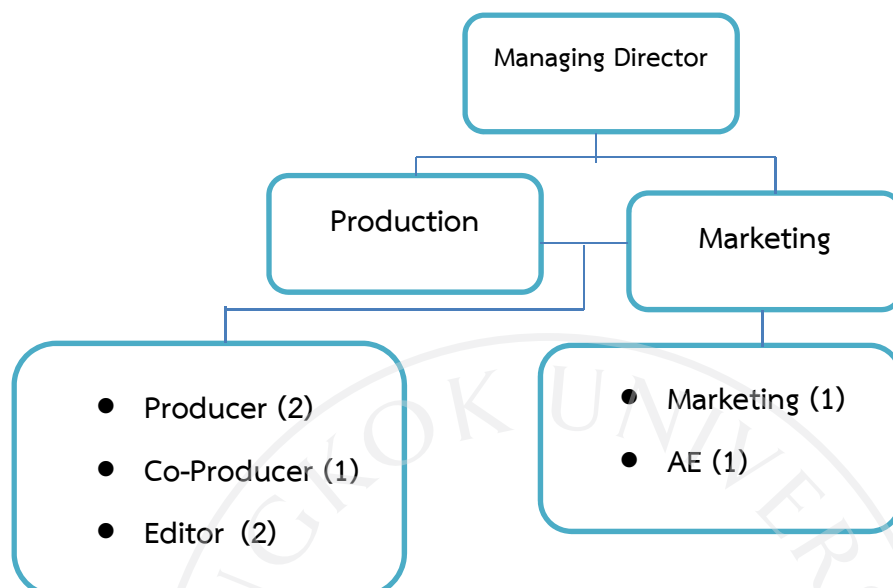 Managing Director
Production
Marketing
● Producer (2)
● Co-Producer (1)
● Editor (2)
● Marketing (1)
● AE (1)